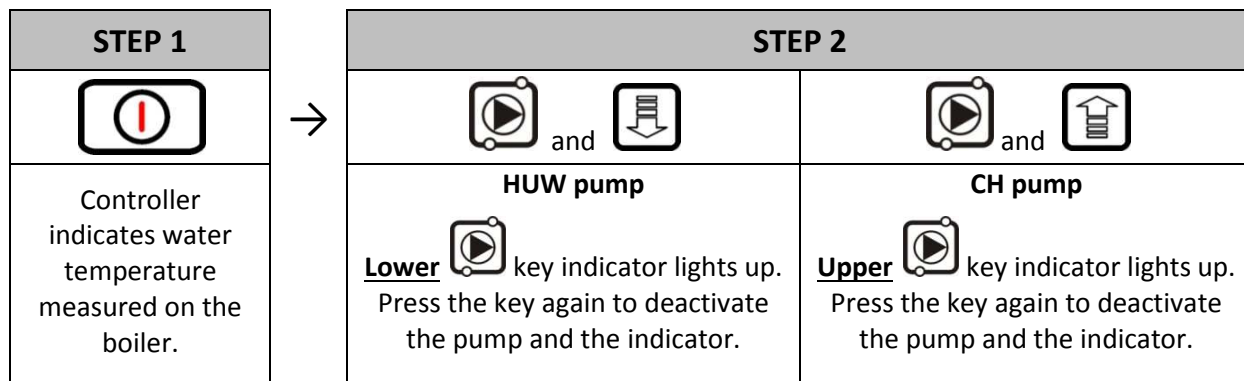 STEP 1
→
STEP 2
and
and
Controller
indicates water
temperature
measured on the
boiler.
HUW pump
Lower key indicator lights up.
Press the key again to deactivate
the pump and the indicator.
CH pump
Upper key indicator lights up.
Press the key again to deactivate
the pump and the indicator.